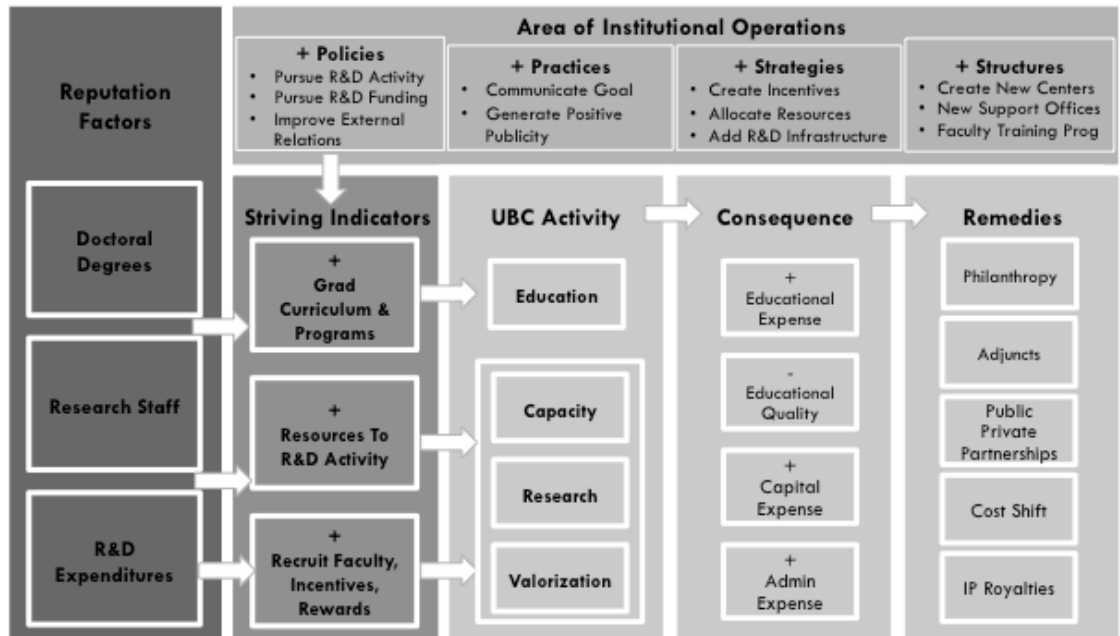 Reputation
Factors
Doctoral
Degrees
Research Staff
R&D
Expenditures
Area of Institutional Operations
+ Policies
• Pursue R&D Activity
• Pursue R&D Funding
• Improve External
Relations
+ Practices
• Communicate Goal
• Generate Positive
Publicity
+ Strategies
• Create Incentives
• Allocate Resources
• Add R&D Infrastructure
+ Structures
• Create New Centers
• New Support Offices
• Faculty Training Prog
Striving Indicators
+
Grad
Curriculum &
Programs
+
Resources To
R&D Activity
+
Recruit Faculty,
Incentives,
Rewards
UBC Activity
Education
Capacity
Research
Valorization
Consequence
+
Educational
Expense
-
Educational
Quality
+
Capital
Expense
+
Admin
Expense
Remedies
Philanthropy
Adjuncts
Public
Private
Partnerships
Cost Shift
IP Royalties